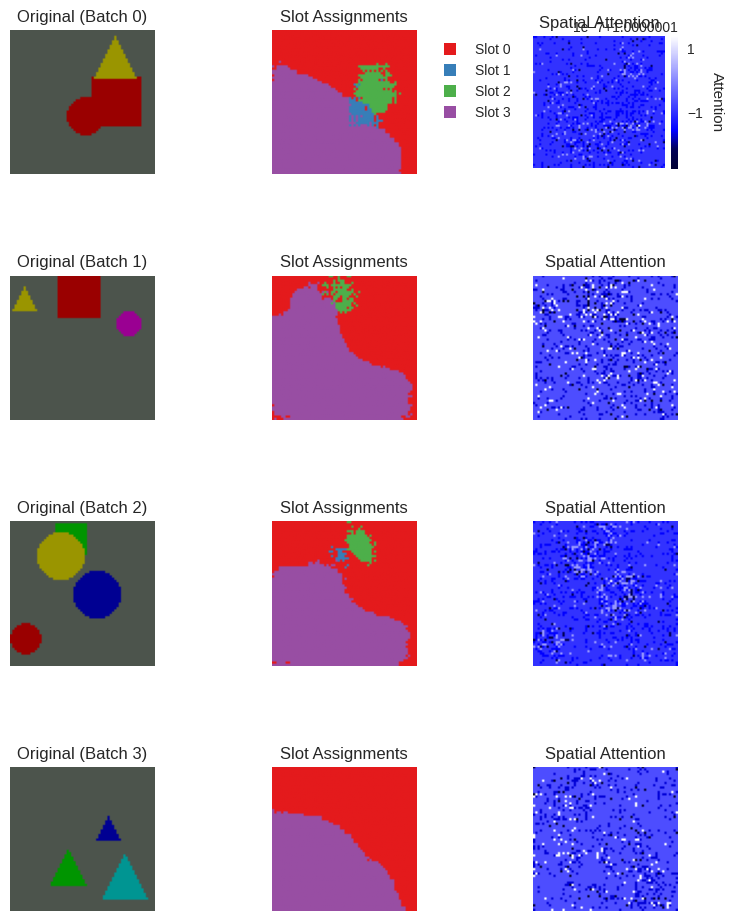 Original (Batch 0)
Slot Assignments
Slot 0
Slot 1
Slot 2
Slot 3
Spatial Attention
1e−7+1.0000001
1
−1
Attention
Original (Batch 1)
Slot Assignments
Spatial Attention
Original (Batch 2)
Slot Assignments
Spatial Attention
Original (Batch 3)
Slot Assignments
Spatial Attention